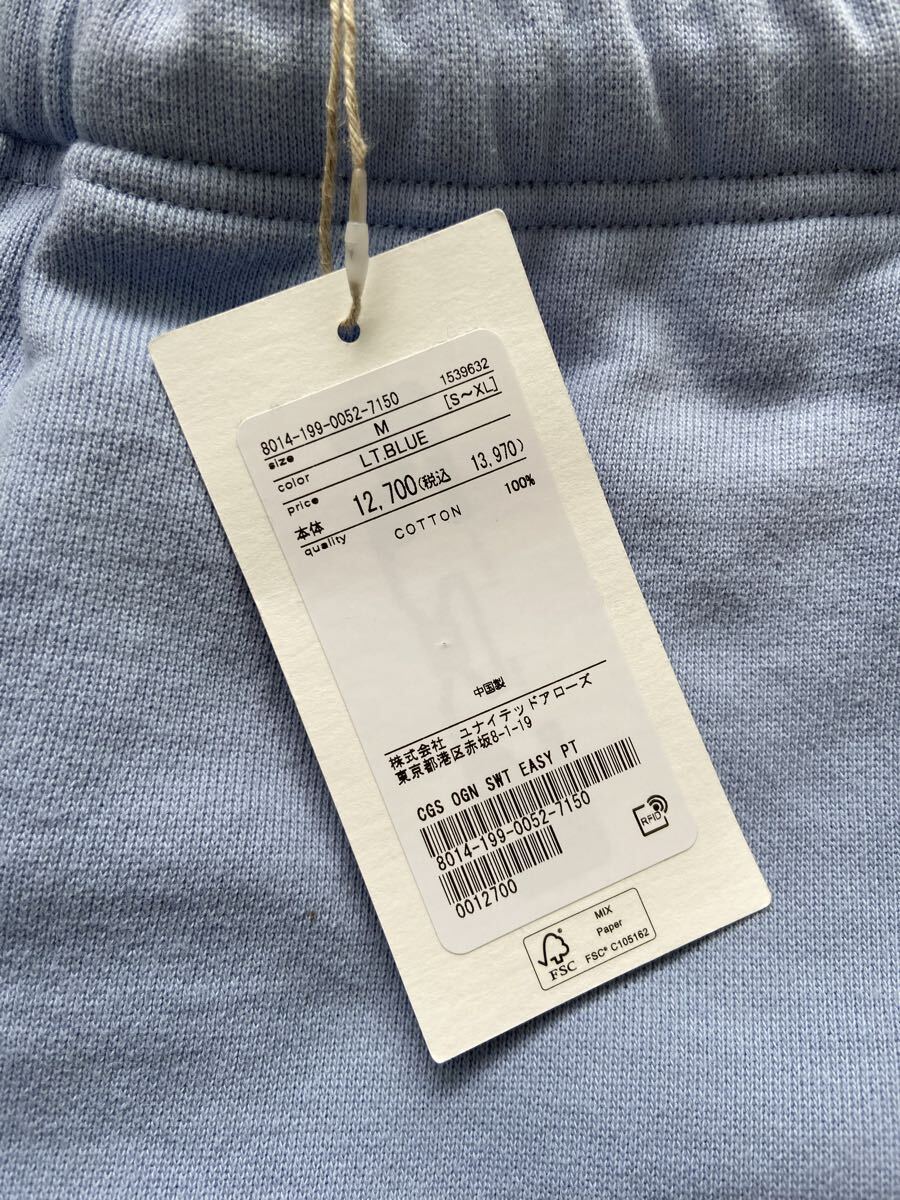 8014-199-0052-7150 1539632
size M [S～XL]
color LT.BLUE
price
本体 12,700(税込 13,970)
quality COTTON 100%
中国製
株式会社 ユナイテッドアローズ
東京都港区赤坂8-1-19
CGS OGN SWT EASY PT
8014-199-0052-7150
0012700
RFID
MIX
Paper
FSC® C105162
FSC